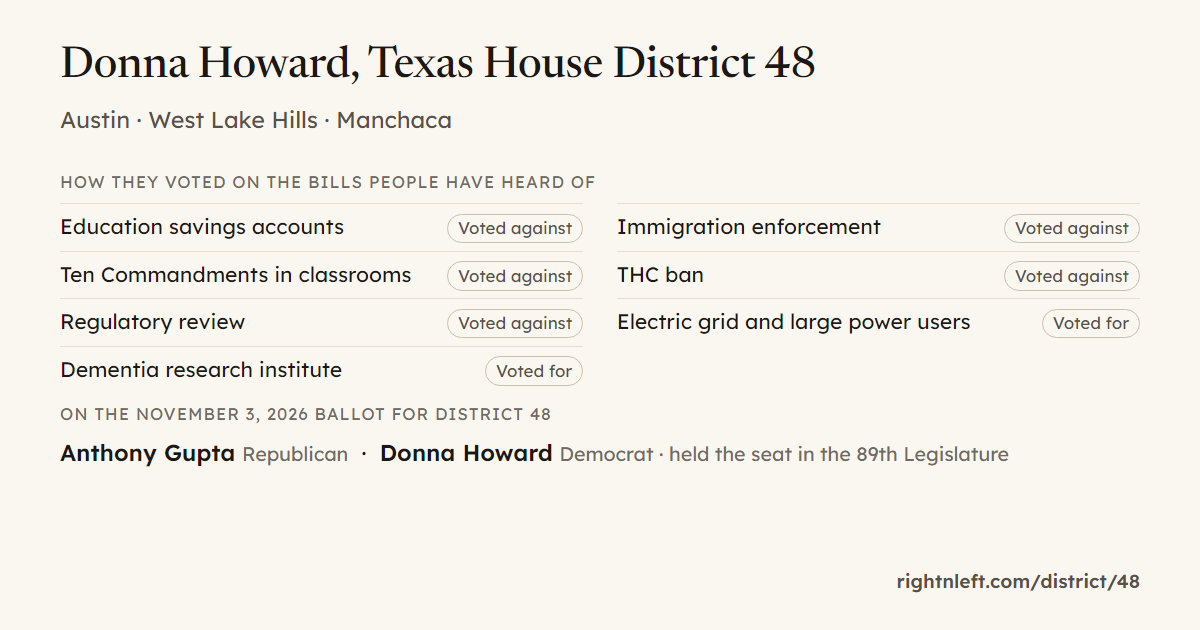 Donna Howard, Texas House District 48
Austin · West Lake Hills · Manchaca
HOW THEY VOTED ON THE BILLS PEOPLE HAVE HEARD OF
Education savings accounts Voted against
Ten Commandments in classrooms Voted against
Regulatory review Voted against
Dementia research institute Voted for
Immigration enforcement Voted against
THC ban Voted against
Electric grid and large power users Voted for
ON THE NOVEMBER 3, 2026 BALLOT FOR DISTRICT 48
Anthony Gupta Republican · Donna Howard Democrat · held the seat in the 89th Legislature
rightnleft.com/district/48